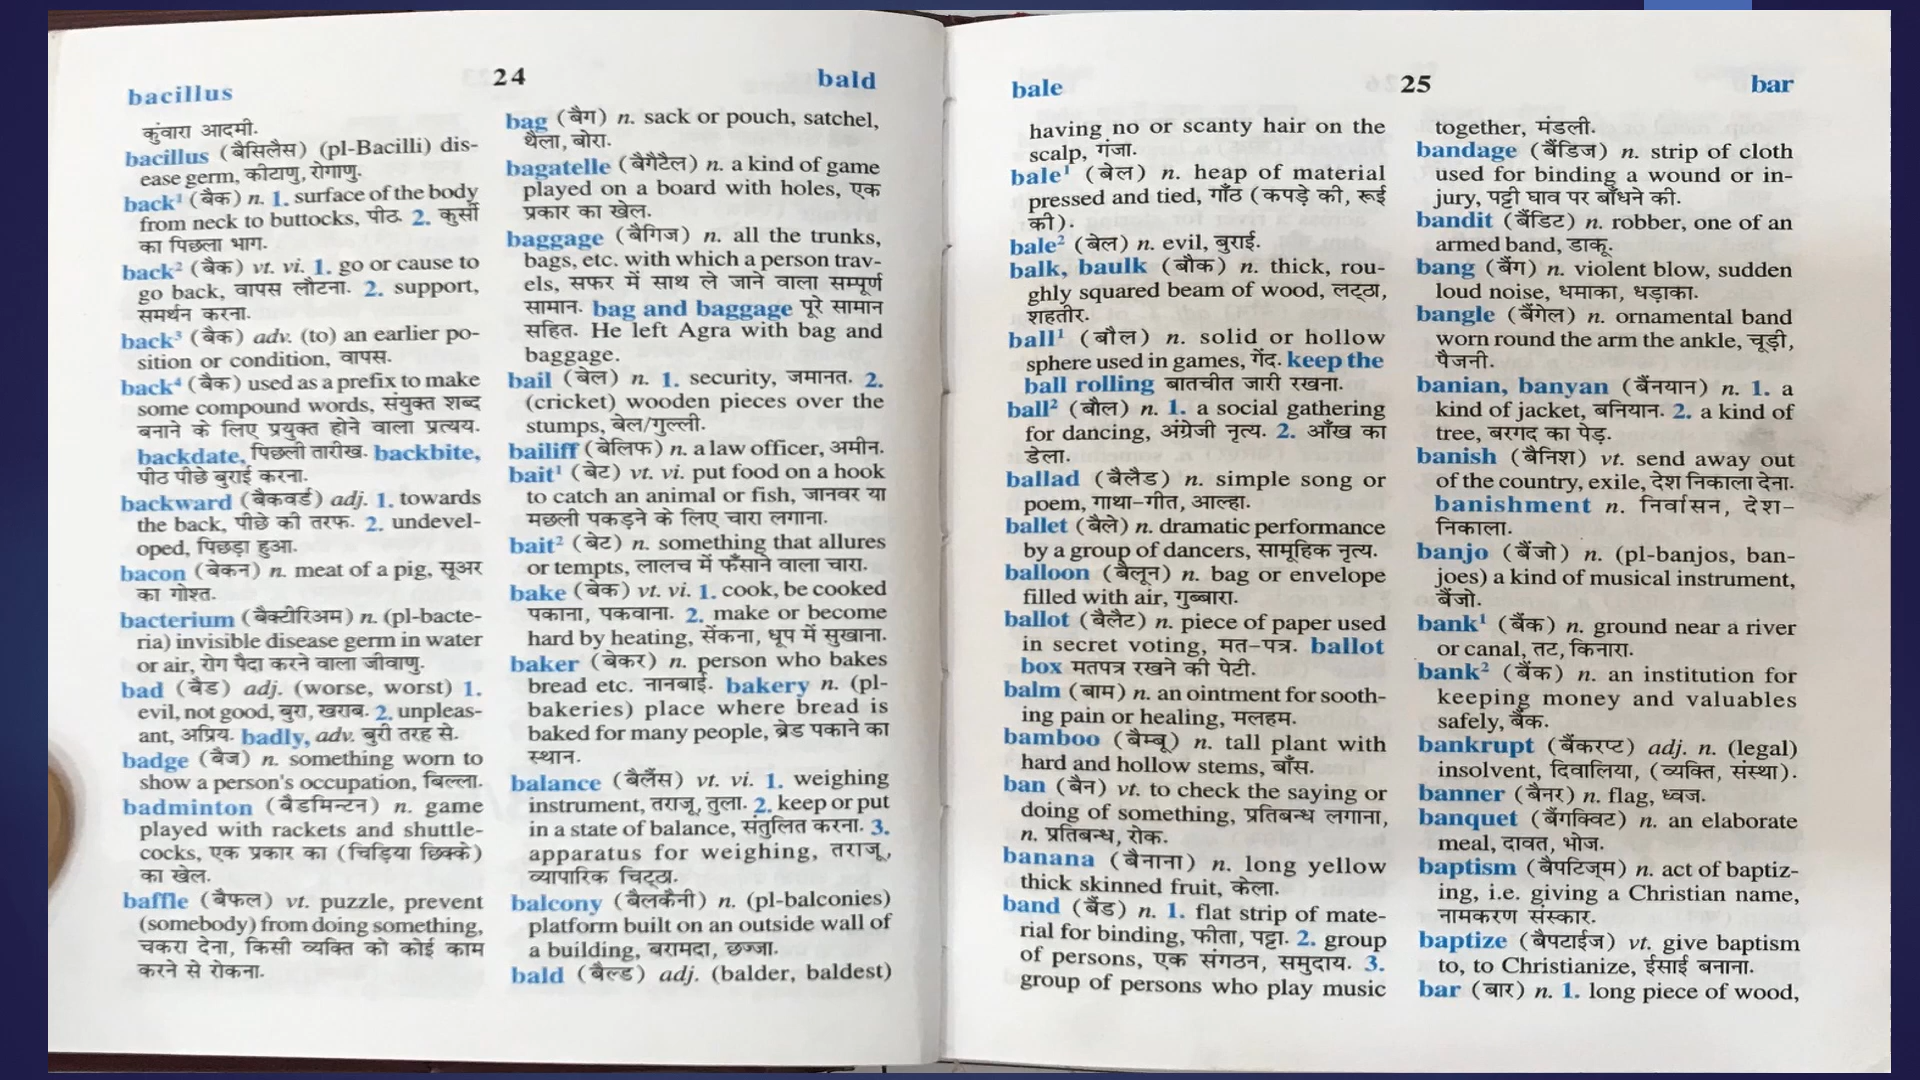 bacillus
24
bald
कुंवारा आदमी.
bacillus (बैसिलैस) (pl-Bacilli) dis-
ease germ, कीटाणु, रोगाणु.
back¹ (बैक) n. 1. surface of the body
from neck to buttocks, पीठ. 2. कुर्सी
का पिछला भाग.
back² (बैक) vt. vi. 1. go or cause to
go back, वापस लौटना. 2. support,
समर्थन करना.
back³ (बैक) adv. (to) an earlier po-
sition or condition, वापस.
back⁴ (बैक) used as a prefix to make
some compound words, संयुक्त शब्द
बनाने के लिए प्रयुक्त होने वाला प्रत्यय.
backdate, पिछली तारीख. backbite,
पीठ पीछे बुराई करना.
backward (बैकवर्ड) adj. 1. towards
the back, पीछे की तरफ. 2. undevel-
oped, पिछड़ा हुआ.
bacon (बेकन) n. meat of a pig, सूअर
का गोश्त.
bacterium (बैक्टीरिअम) n. (pl-bacte-
ria) invisible disease germ in water
or air, रोग पैदा करने वाला जीवाणु.
bad (बैड) adj. (worse, worst) 1.
evil, not good, बुरा, खराब. 2. unpleas-
ant, अप्रिय. badly, adv. बुरी तरह से.
badge (बैज) n. something worn to
show a person's occupation, बिल्ला.
badminton (बैडमिन्टन) n. game
played with rackets and shuttle-
cocks, एक प्रकार का (चिड़िया छिक्के)
का खेल.
baffle (बैफल) vt. puzzle, prevent
(somebody) from doing something,
चकरा देना, किसी व्यक्ति को कोई काम
करने से रोकना.
bag (बैग) n. sack or pouch, satchel,
थैला, बोरा.
bagatelle (बैगैटैल) n. a kind of game
played on a board with holes, एक
प्रकार का खेल.
baggage (बैगिज) n. all the trunks,
bags, etc. with which a person trav-
els, सफर में साथ ले जाने वाला सम्पूर्ण
सामान. bag and baggage पूरे सामान
सहित. He left Agra with bag and
baggage.
bail (बेल) n. 1. security, जमानत. 2.
(cricket) wooden pieces over the
stumps, बेल/गुल्ली.
bailiff (बेलिफ) n. a law officer, अमीन.
bait¹ (बेट) vt. vi. put food on a hook
to catch an animal or fish, जानवर या
मछली पकड़ने के लिए चारा लगाना.
bait² (बेट) n. something that allures
or tempts, लालच में फँसाने वाला चारा.
bake (बेक) vt. vi. 1. cook, be cooked
पकाना, पकवाना. 2. make or become
hard by heating, सेंकना, धूप में सुखाना.
baker (बेकर) n. person who bakes
bread etc. नानबाई. bakery n. (pl-
bakeries) place where bread is
baked for many people, ब्रेड पकाने का
स्थान.
balance (बैलैंस) vt. vi. 1. weighing
instrument, तराजू, तुला. 2. keep or put
in a state of balance, संतुलित करना. 3.
apparatus for weighing, तराजू,
व्यापारिक चिट्ठा.
balcony (बैलकैनी) n. (pl-balconies)
platform built on an outside wall of
a building, बरामदा, छज्जा.
bald (बैल्ड) adj. (balder, baldest)
bale
25
bar
having no or scanty hair on the
scalp, गंजा.
bale¹ (बेल) n. heap of material
pressed and tied, गाँठ (कपड़े की, रूई
की).
bale² (बेल) n. evil, बुराई.
balk, baulk (बौक) n. thick, rou-
ghly squared beam of wood, लट्ठा,
शहतीर.
ball¹ (बौल) n. solid or hollow
sphere used in games, गेंद. keep the
ball rolling बातचीत जारी रखना.
ball² (बौल) n. 1. a social gathering
for dancing, अंग्रेजी नृत्य. 2. आँख का
डेला.
ballad (बैलैड) n. simple song or
poem, गाथा-गीत, आल्हा.
ballet (बैले) n. dramatic performance
by a group of dancers, सामूहिक नृत्य.
balloon (बैलून) n. bag or envelope
filled with air, गुब्बारा.
ballot (बैलैट) n. piece of paper used
in secret voting, मत-पत्र. ballot
box मतपत्र रखने की पेटी.
balm (बाम) n. an ointment for sooth-
ing pain or healing, मलहम.
bamboo (बैम्बू) n. tall plant with
hard and hollow stems, बाँस.
ban (बैन) vt. to check the saying or
doing of something, प्रतिबन्ध लगाना,
n. प्रतिबन्ध, रोक.
banana (बैनाना) n. long yellow
thick skinned fruit, केला.
band (बैंड) n. 1. flat strip of mate-
rial for binding, फीता, पट्टा. 2. group
of persons, एक संगठन, समुदाय. 3.
group of persons who play music
together, मंडली.
bandage (बैंडिज) n. strip of cloth
used for binding a wound or in-
jury, पट्टी घाव पर बाँधने की.
bandit (बैंडिट) n. robber, one of an
armed band, डाकू.
bang (बैंग) n. violent blow, sudden
loud noise, धमाका, धड़ाका.
bangle (बैंगेल) n. ornamental band
worn round the arm the ankle, चूड़ी,
पैजनी.
banian, banyan (बैंनयान) n. 1. a
kind of jacket, बनियान. 2. a kind of
tree, बरगद का पेड़.
banish (बैनिश) vt. send away out
of the country, exile, देश निकाला देना.
banishment n. निर्वासन, देश-
निकाला.
banjo (बैंजो) n. (pl-banjos, ban-
joes) a kind of musical instrument,
बैंजो.
bank¹ (बैंक) n. ground near a river
or canal, तट, किनारा.
bank² (बैंक) n. an institution for
keeping money and valuables
safely, बैंक.
bankrupt (बैंकरप्ट) adj. n. (legal)
insolvent, दिवालिया, (व्यक्ति, संस्था).
banner (बैनर) n. flag, ध्वज.
banquet (बैंगक्विट) n. an elaborate
meal, दावत, भोज.
baptism (बैपटिज़्म) n. act of baptiz-
ing, i.e. giving a Christian name,
नामकरण संस्कार.
baptize (बैपटाईज) vt. give baptism
to, to Christianize, ईसाई बनाना.
bar (बार) n. 1. long piece of wood,